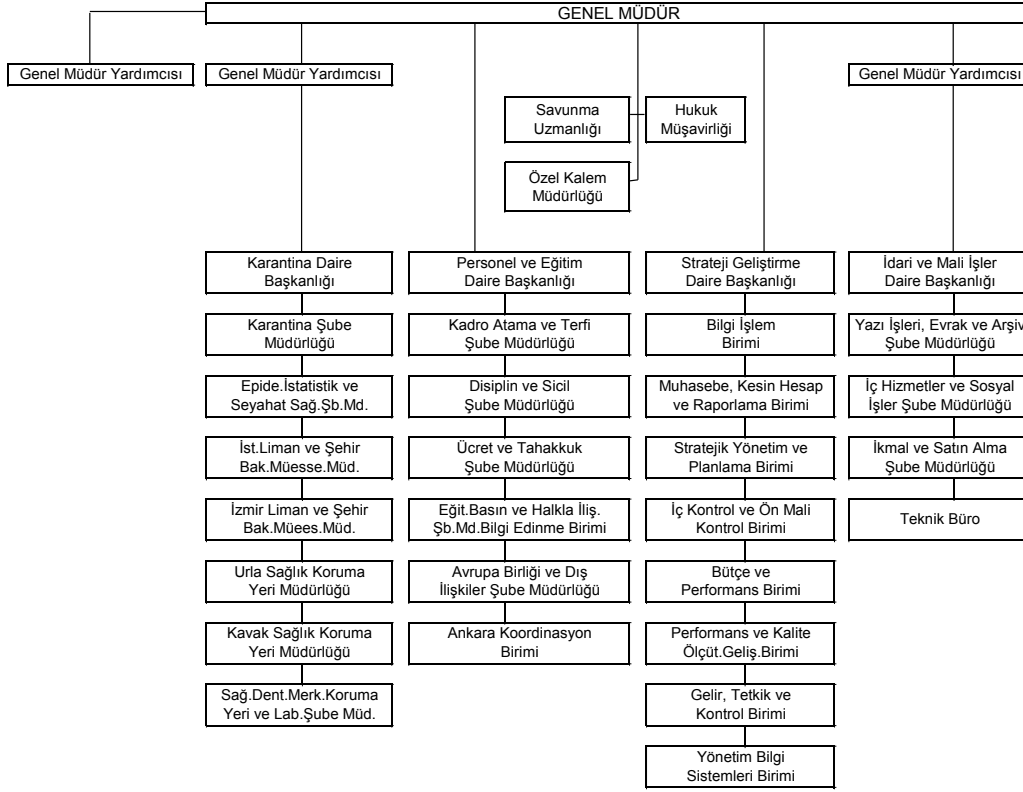 GENEL MÜDÜR
Genel Müdür Yardımcısı
Genel Müdür Yardımcısı
Genel Müdür Yardımcısı
Savunma
Uzmanlığı
Hukuk
Müşavirliği
Özel Kalem
Müdürlüğü
Karantina Daire
Başkanlığı
Karantina Şube
Müdürlüğü
Epide.İstatistik ve
Seyahat Sağ.Şb.Md.
İst.Liman ve Şehir
Bak.Müesse.Müd.
İzmir Liman ve Şehir
Bak.Müees.Müd.
Urla Sağlık Koruma
Yeri Müdürlüğü
Kavak Sağlık Koruma
Yeri Müdürlüğü
Sağ.Dent.Merk.Koruma
Yeri ve Lab.Şube Müd.
Personel ve Eğitim
Daire Başkanlığı
Kadro Atama ve Terfi
Şube Müdürlüğü
Disiplin ve Sicil
Şube Müdürlüğü
Ücret ve Tahakkuk
Şube Müdürlüğü
Eğit.Basın ve Halkla İliş.
Şb.Md.Bilgi Edinme Birimi
Avrupa Birliği ve Dış
İlişkiler Şube Müdürlüğü
Ankara Koordinasyon
Birimi
Strateji Geliştirme
Daire Başkanlığı
Bilgi İşlem
Birimi
Muhasebe, Kesin Hesap
ve Raporlama Birimi
Stratejik Yönetim ve
Planlama Birimi
İç Kontrol ve Ön Mali
Kontrol Birimi
Bütçe ve
Performans Birimi
Performans ve Kalite
Ölçüt.Geliş.Birimi
Gelir, Tetkik ve
Kontrol Birimi
Yönetim Bilgi
Sistemleri Birimi
İdari ve Mali İşler
Daire Başkanlığı
Yazı İşleri, Evrak ve Arşiv
Şube Müdürlüğü
İç Hizmetler ve Sosyal
İşler Şube Müdürlüğü
İkmal ve Satın Alma
Şube Müdürlüğü
Teknik Büro